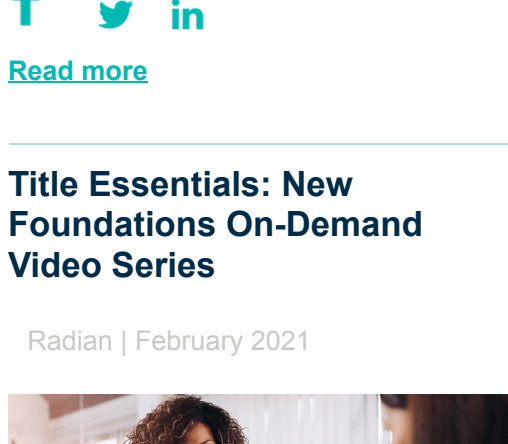 Read more
Title Essentials: New
Foundations On-Demand
Video Series
Radian | February 2021